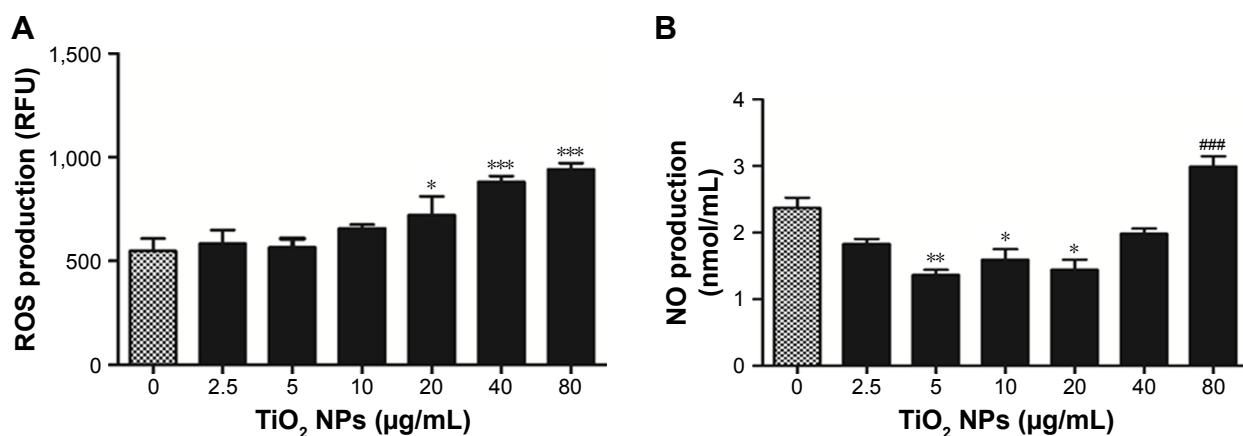 A
ROS production (RFU)
1,500
1,000
500
0
*
***
***
0 2.5 5 10 20 40 80
TiO2 NPs (µg/mL)
B
NO production
(nmol/mL)
4
3
2
1
0
**
*
*
###
0 2.5 5 10 20 40 80
TiO2 NPs (µg/mL)